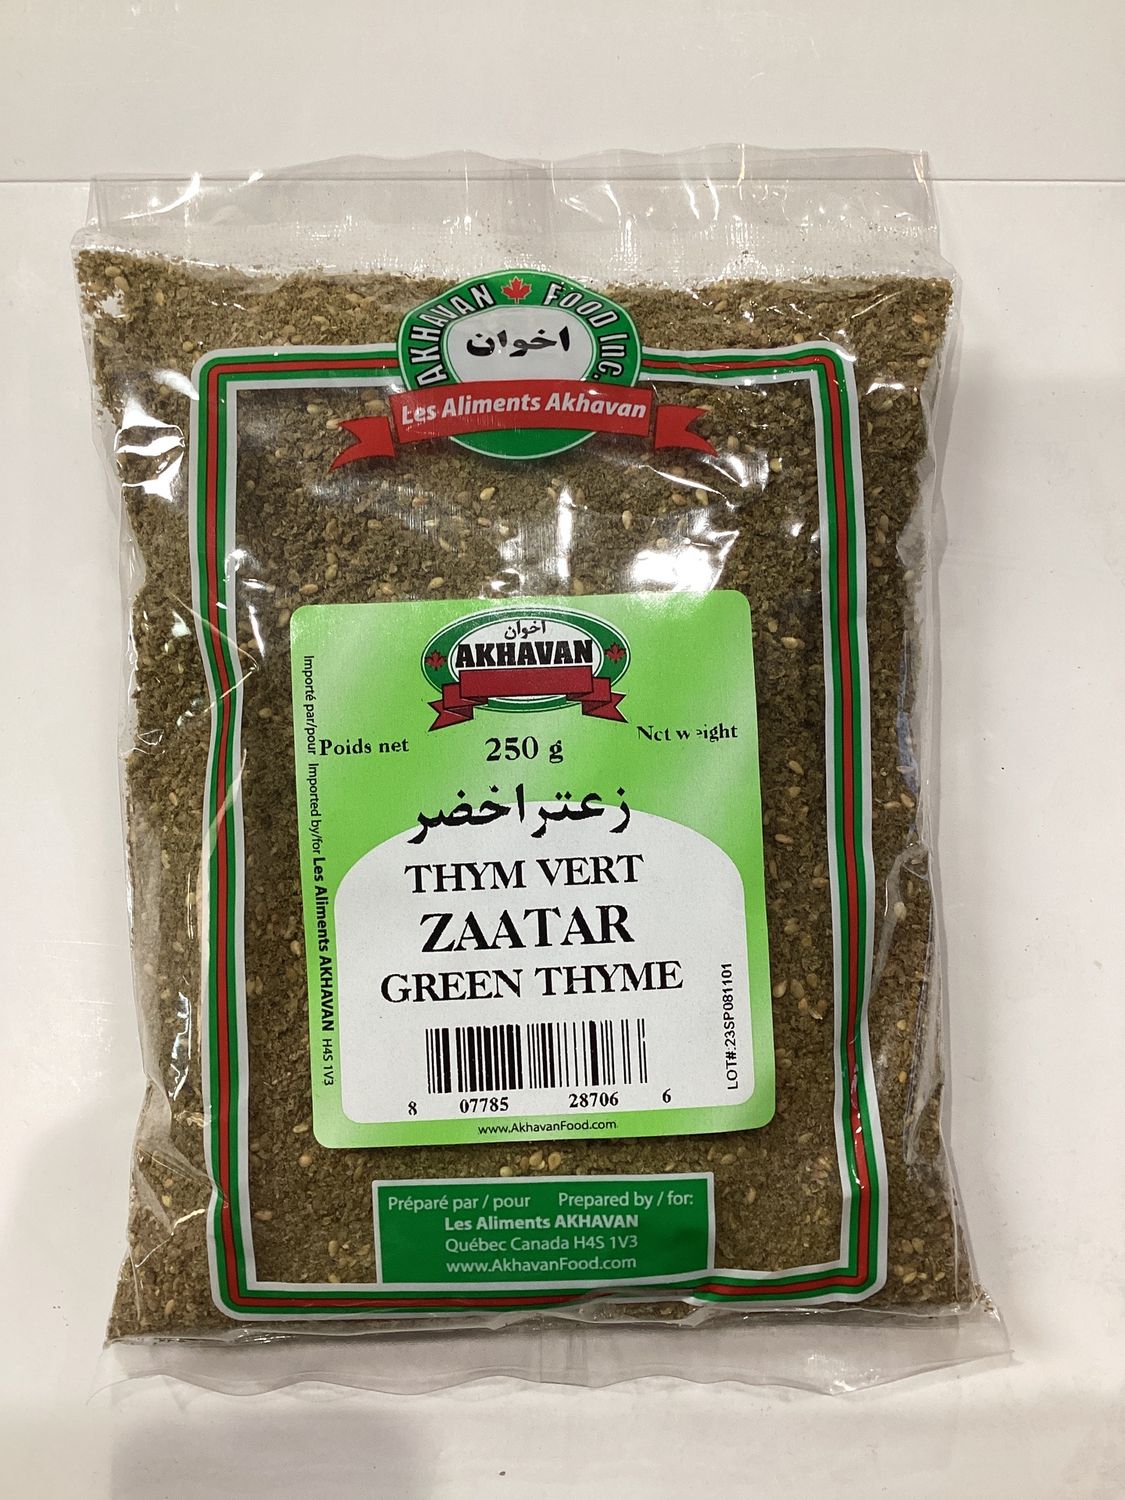 AKHAVAN FOOD INC.
اخوان
Les Aliments Akhavan
اخوان
AKHAVAN
Poids net 250 g Net weight
زعتر اخضر
THYM VERT
ZAATAR
GREEN THYME
8 07785 28706 6
www.AkhavanFood.com
Importé par/pour Imported by/for Les Aliments AKHAVAN H4S 1V3
LOT#:23SP081101
Préparé par / pour Prepared by / for:
Les Aliments AKHAVAN
Québec Canada H4S 1V3
www.AkhavanFood.com